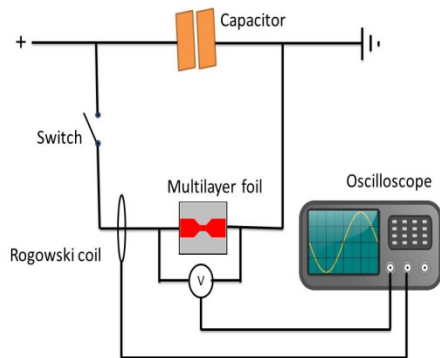 Capacitor
+
Switch
Multilayer foil
Oscilloscope
Rogowski coil
V